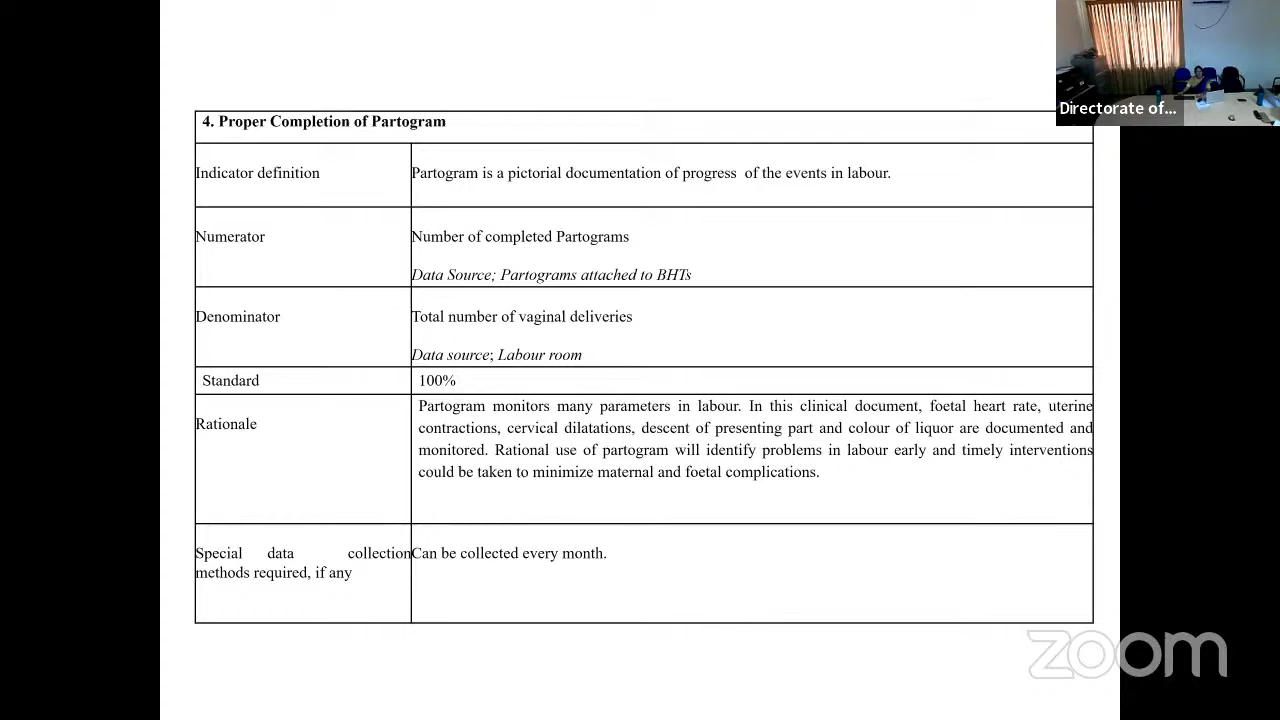 Directorate of...
4. Proper Completion of Partogram
Indicator definition
Partogram is a pictorial documentation of progress of the events in labour.
Numerator
Number of completed Partograms
Data Source; Partograms attached to BHTs
Denominator
Total number of vaginal deliveries
Data source; Labour room
Standard
100%
Rationale
Partogram monitors many parameters in labour. In this clinical document, foetal heart rate, uterine
contractions, cervical dilatations, descent of presenting part and colour of liquor are documented and
monitored. Rational use of partogram will identify problems in labour early and timely interventions
could be taken to minimize maternal and foetal complications.
Special data collection
methods required, if any
Can be collected every month.
zoom